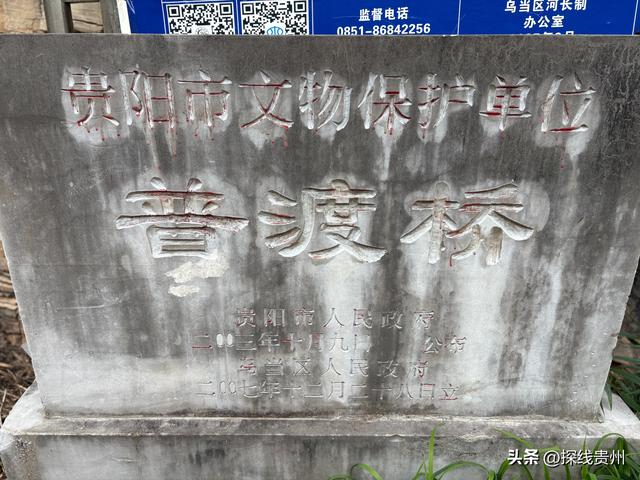 监督电话
0851-86842256
乌当区河长制
办公室
贵阳市文物保护单位
普渡桥
贵阳市人民政府
二〇〇三年十月九日 公布
乌当区人民政府
二〇〇七年十二月二十八日立
头条 @探线贵州